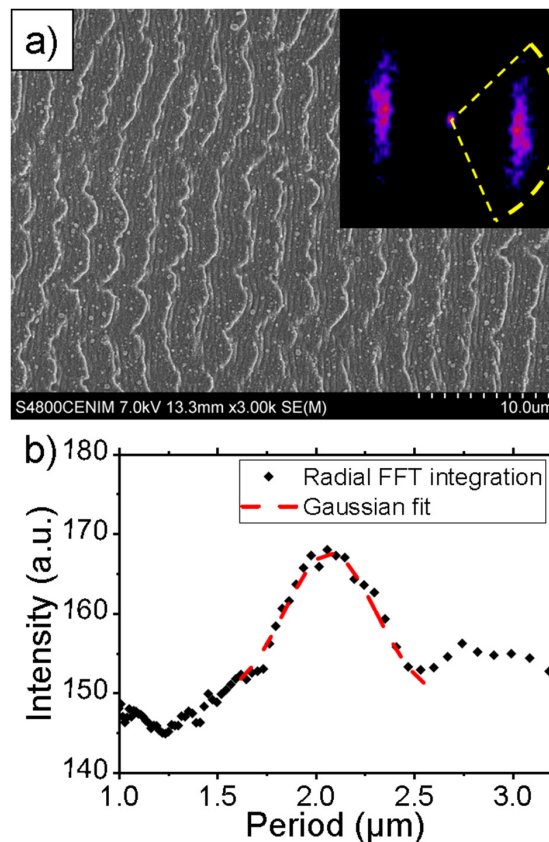 a)
S4800CENIM 7.0kV 13.3mm x3.00k SE(M)
10.0um
b)
180
170
160
150
140
Intensity (a.u.)
Radial FFT integration
Gaussian fit
1.0
1.5
2.0
2.5
3.0
Period (µm)